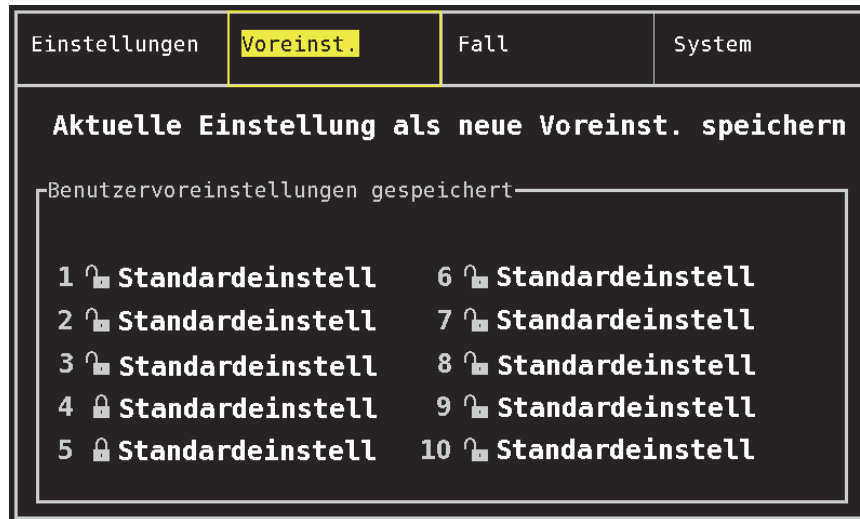 Einstellungen Voreinst. Fall System
Aktuelle Einstellung als neue Voreinst. speichern
Benutzervoreinstellungen gespeichert
1 Standardeinstell 6 Standardeinstell
2 Standardeinstell 7 Standardeinstell
3 Standardeinstell 8 Standardeinstell
4 Standardeinstell 9 Standardeinstell
5 Standardeinstell 10 Standardeinstell